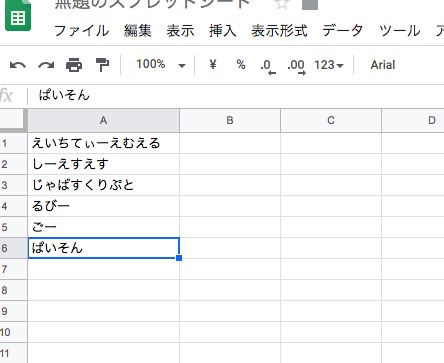 無題のスプレッドシート
ファイル 編集 表示 挿入 表示形式 データ ツール
100% ¥ % .0 .00 123 Arial
fx ぱいそん
A B C D
1 えいちてぃーえむえる
2 しーえすえす
3 じゃばすくりぷと
4 るびー
5 ごー
6 ぱいそん
7
8
9
10
11